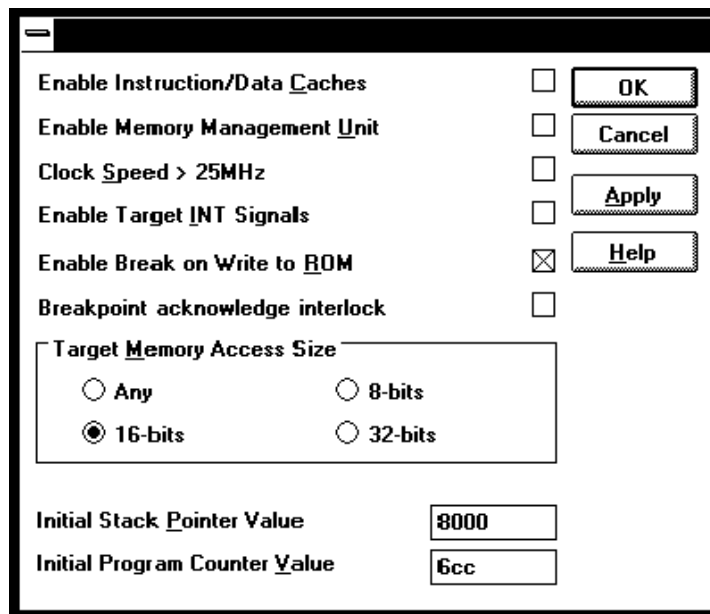 Enable Instruction/Data Caches
OK
Enable Memory Management Unit
Cancel
Clock Speed > 25MHz
Apply
Enable Target INT Signals
Enable Break on Write to ROM
Help
Breakpoint acknowledge interlock
Target Memory Access Size
Any
8-bits
16-bits
32-bits
Initial Stack Pointer Value
8000
Initial Program Counter Value
6cc